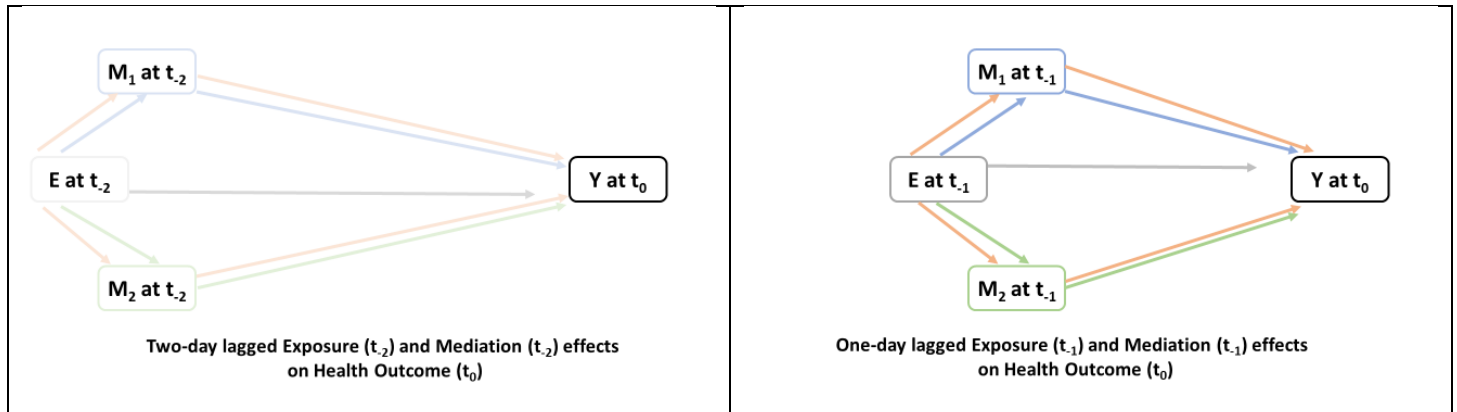 M₁ at t₋₂
E at t₋₂
Y at t₀
M₂ at t₋₂
Two-day lagged Exposure (t₋₂) and Mediation (t₋₂) effects
on Health Outcome (t₀)
M₁ at t₋₁
E at t₋₁
Y at t₀
M₂ at t₋₁
One-day lagged Exposure (t₋₁) and Mediation (t₋₁) effects
on Health Outcome (t₀)